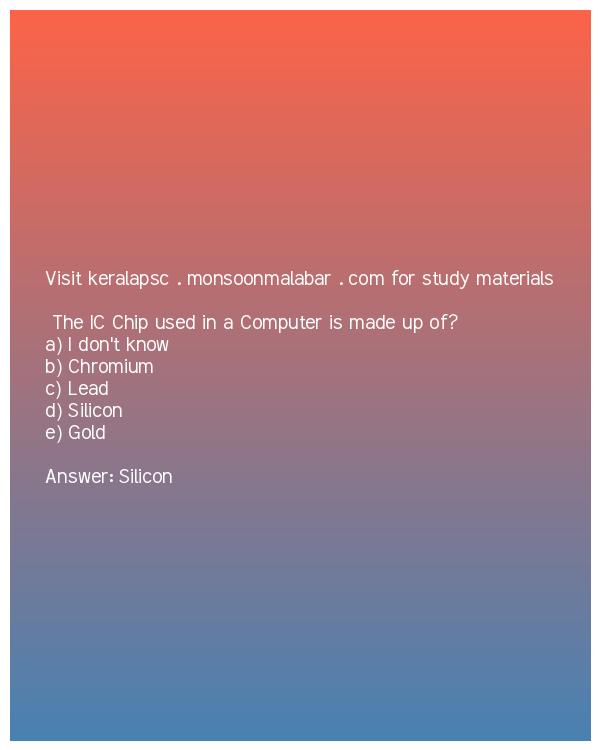 Visit keralapsc . monsoonmalabar . com for study materials
The IC Chip used in a Computer is made up of?
a) I don't know
b) Chromium
c) Lead
d) Silicon
e) Gold
Answer: Silicon